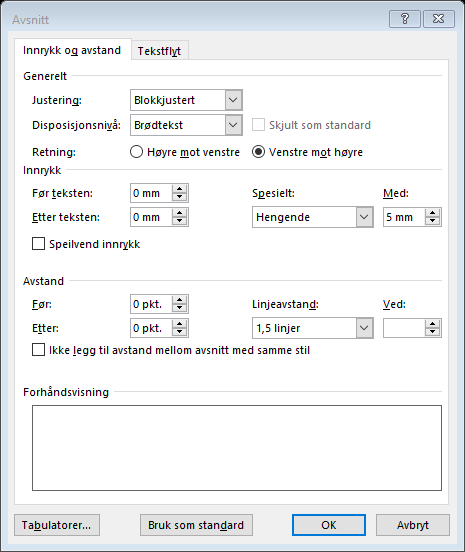 Avsnitt
Innrykk og avstand Tekstflyt
Generelt
Justering: Blokkjustert
Disposisjonsnivå: Brødtekst Skjult som standard
Retning: Høyre mot venstre Venstre mot høyre
Innrykk
Før teksten: 0 mm Spesielt: Med:
Etter teksten: 0 mm Hengende 5 mm
Speilvend innrykk
Avstand
Før: 0 pkt. Linjeavstand: Ved:
Etter: 0 pkt. 1,5 linjer
Ikke legg til avstand mellom avsnitt med samme stil
Forhåndsvisning
Tabulatorer... Bruk som standard OK Avbryt